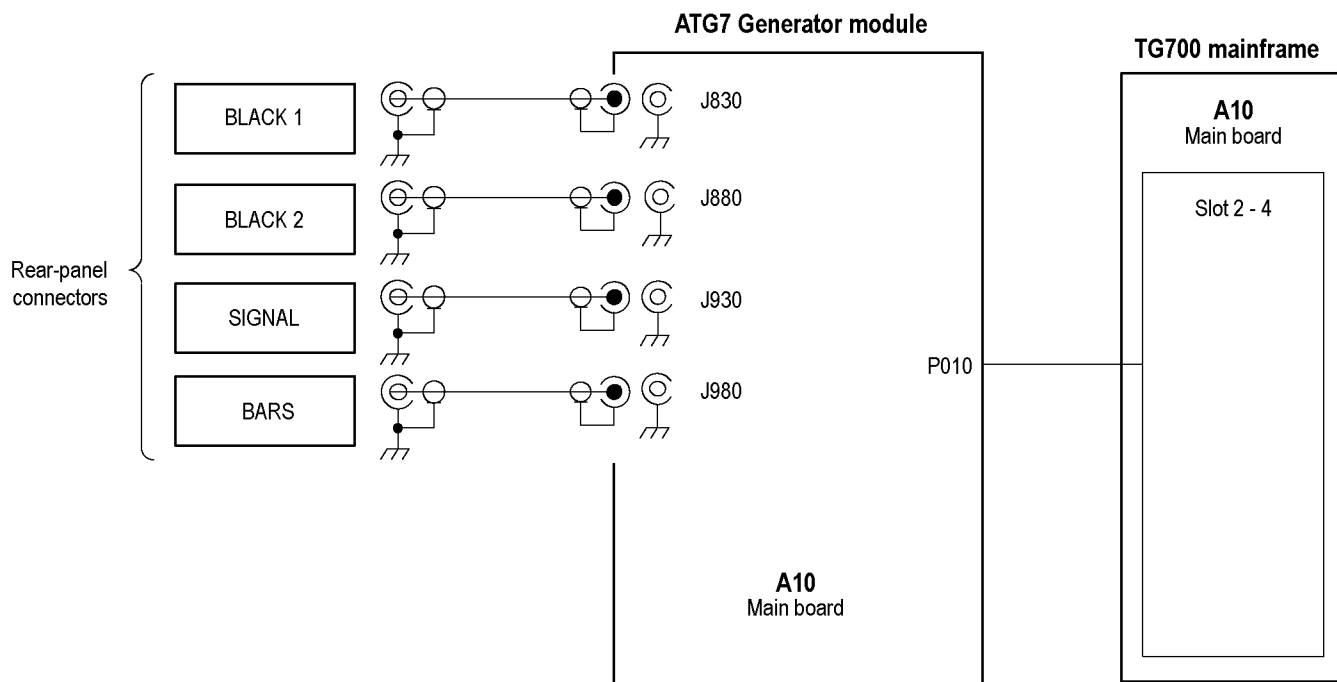 ATG7 Generator module
TG700 mainframe
BLACK 1
J830
A10
Main board
BLACK 2
J880
Slot 2 - 4
Rear-panel
connectors
SIGNAL
J930
P010
BARS
J980
A10
Main board